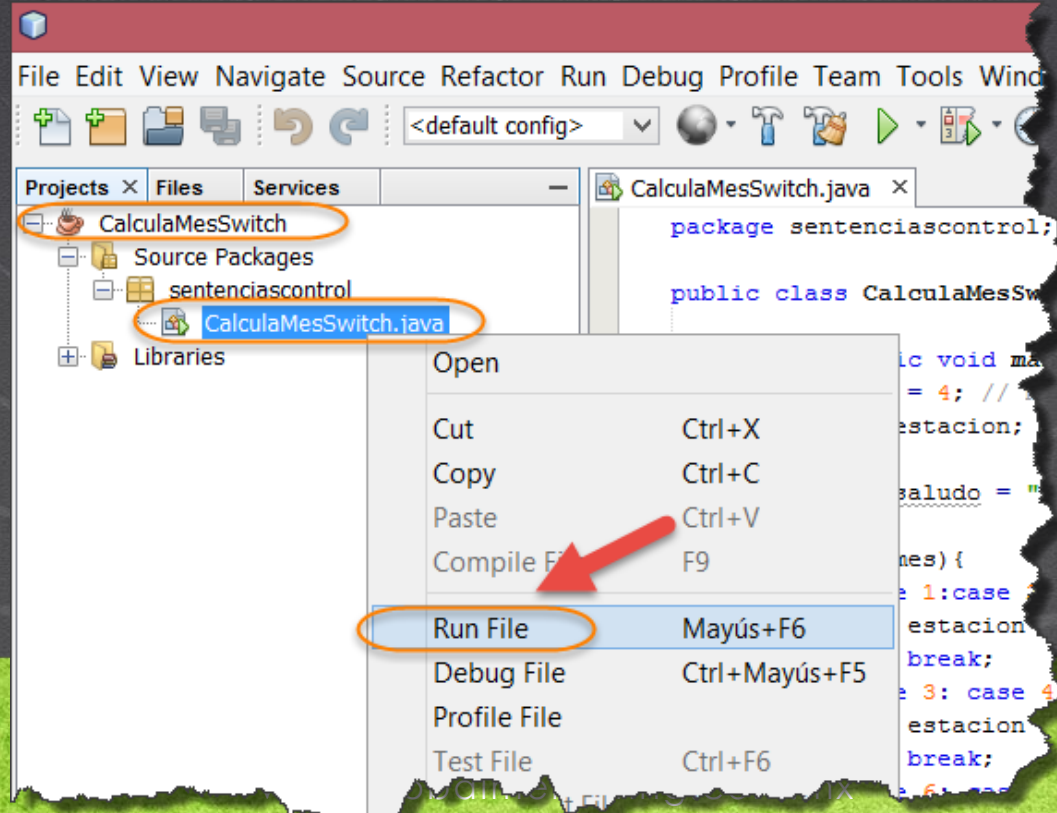 File Edit View Navigate Source Refactor Run Debug Profile Team Tools Wind
<default config>
Projects Files Services
CalculaMesSwitch.java
CalculaMesSwitch
package sentenciascontrol;
Source Packages
sentenciascontrol
public class CalculaMesSw
CalculaMesSwitch.java
Libraries
Open
ic void ma
= 4; //
Cut Ctrl+X
estacion;
Copy Ctrl+C
saludo = "
Paste Ctrl+V
Compile Ctrl F9
mes){
e 1:case
Run File Mayús+F6
estacion
Debug File Ctrl+Mayús+F5
break;
e 3: case 4
Profile File
estacion
Test File Ctrl+F6
break;
e 6: